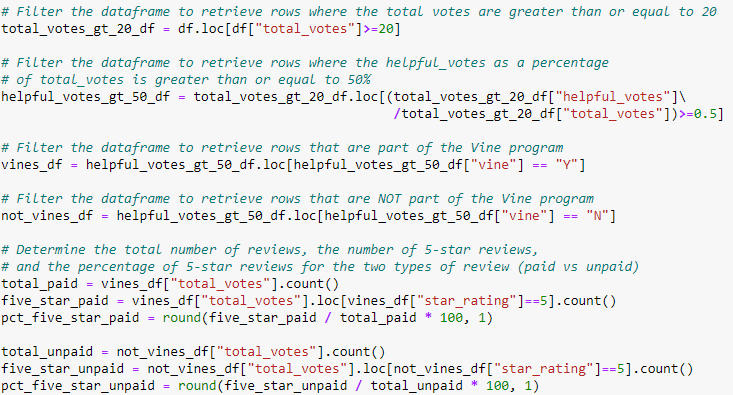 # Filter the dataframe to retrieve rows where the total votes are greater than or equal to 20
total_votes_gt_20_df = df.loc[df["total_votes"]>=20]
# Filter the dataframe to retrieve rows where the helpful_votes as a percentage
# of total_votes is greater than or equal to 50%
helpful_votes_gt_50_df = total_votes_gt_20_df.loc[(total_votes_gt_20_df["helpful_votes"]\
/total_votes_gt_20_df["total_votes"])>=0.5]
# Filter the dataframe to retrieve rows that are part of the Vine program
vines_df = helpful_votes_gt_50_df.loc[helpful_votes_gt_50_df["vine"] == "Y"]
# Filter the dataframe to retrieve rows that are NOT part of the Vine program
not_vines_df = helpful_votes_gt_50_df.loc[helpful_votes_gt_50_df["vine"] == "N"]
# Determine the total number of reviews, the number of 5-star reviews,
# and the percentage of 5-star reviews for the two types of review (paid vs unpaid)
total_paid = vines_df["total_votes"].count()
five_star_paid = vines_df["total_votes"].loc[vines_df["star_rating"]==5].count()
pct_five_star_paid = round(five_star_paid / total_paid * 100, 1)
total_unpaid = not_vines_df["total_votes"].count()
five_star_unpaid = not_vines_df["total_votes"].loc[not_vines_df["star_rating"]==5].count()
pct_five_star_unpaid = round(five_star_unpaid / total_unpaid * 100, 1)